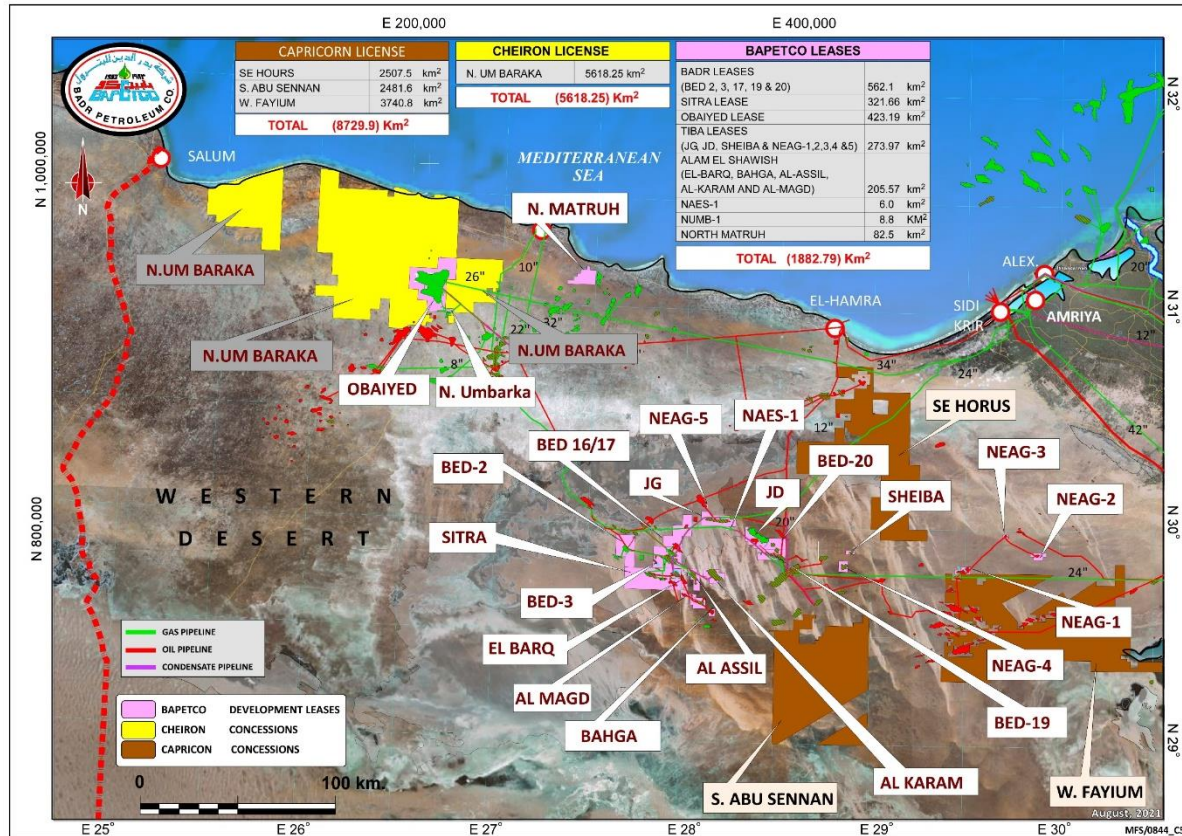 E 200,000
E 400,000
شركة بدر الدين للبترول
BAPETCO
BADR PETROLEUM CO.
CAPRICORN LICENSE
SE HOURS 2507.5 km²
S. ABU SENNAN 2481.6 km²
W. FAYIUM 3740.8 km²
TOTAL (8729.9) Km²
CHEIRON LICENSE
N. UM BARAKA 5618.25 km²
TOTAL (5618.25) Km²
BAPETCO LEASES
BADR LEASES
(BED 2, 3, 17, 19 & 20) 562.1 km²
SITRA LEASE 321.66 km²
OBAIYED LEASE 423.19 km²
TIBA LEASES
(JG, JD, SHEIBA & NEAG-1,2,3,4 &5) 273.97 km²
ALAM EL SHAWISH
(EL-BARQ, BAHGA, AL-ASSIL,
AL-KARAM AND AL-MAGD) 205.57 km²
NAES-1 6.0 km²
NUMB-1 8.8 KM²
NORTH MATRUH 82.5 km²
TOTAL (1882.79) Km²
N 32°
N 1,000,000
SALUM
N
MEDITERRANEAN
SEA
N. MATRUH
N.UM BARAKA
10"
26"
ALEX.
20"
SIDI
KRIR
AMRIYA
N 31°
EL-HAMRA
32"
22"
12"
N.UM BARAKA
N.UM BARAKA
8"
34"
24"
OBAIYED
N. Umbarka
42"
SE HORUS
NEAG-5
NAES-1
12"
BED 16/17
NEAG-3
BED-2
BED-20
JG
JD
SHEIBA
NEAG-2
N 30°
N 800,000
WESTERN
DESERT
20"
SITRA
24"
BED-3
NEAG-1
EL BARQ
AL ASSIL
NEAG-4
AL MAGD
BED-19
BAHGA
AL KARAM
S. ABU SENNAN
W. FAYIUM
N 29°
GAS PIPELINE
OIL PIPELINE
CONDENSATE PIPELINE
BAPETCO DEVELOPMENT LEASES
CHEIRON CONCESSIONS
CAPRICON CONCESSIONS
0 100 km.
August, 2021
E 25°
E 26°
E 27°
E 28°
E 29°
E 30°